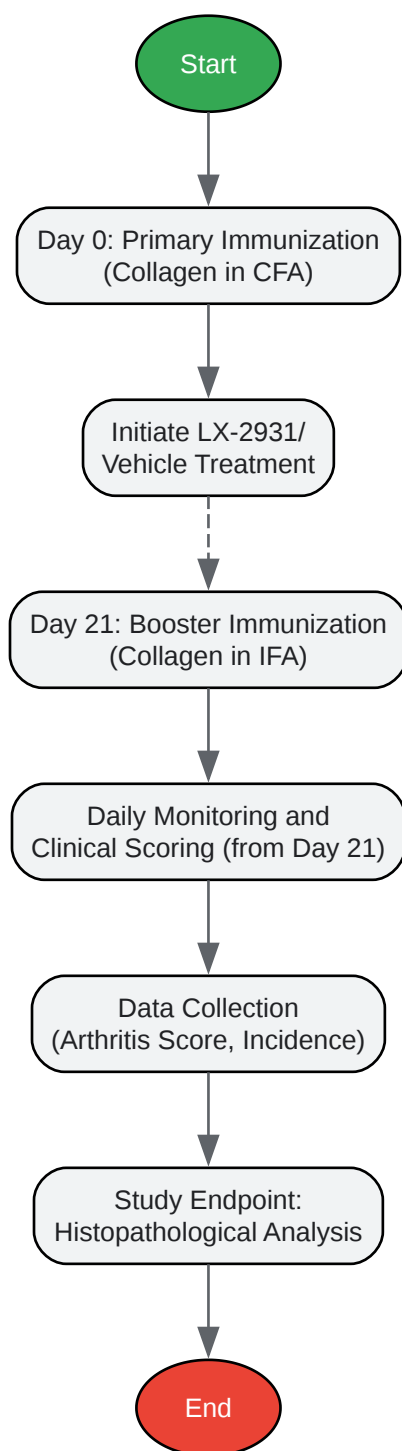 Start
Day 0: Primary Immunization
(Collagen in CFA)
Initiate LX-2931/
Vehicle Treatment
Day 21: Booster Immunization
(Collagen in IFA)
Daily Monitoring and
Clinical Scoring (from Day 21)
Data Collection
(Arthritis Score, Incidence)
Study Endpoint:
Histopathological Analysis
End